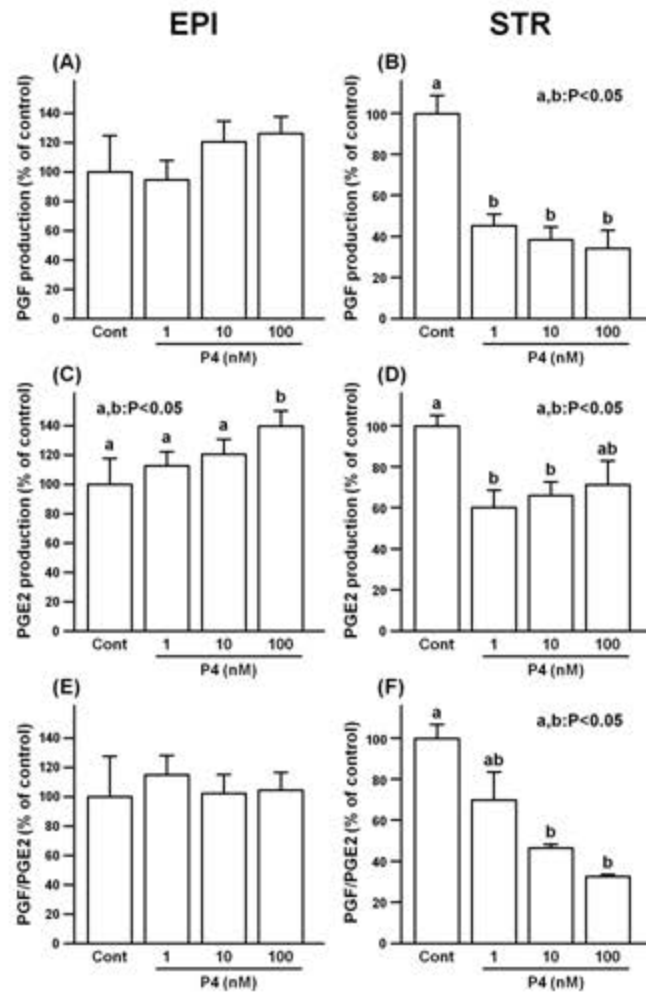 EPI
STR
(A)
PGF production (% of control)
140
120
100
80
60
40
20
0
Cont 1 10 100
P4 (nM)
(B)
a,b:P<0.05
PGF production (% of control)
100
80
60
40
20
0
a
b
b
b
Cont 1 10 100
P4 (nM)
(C)
a,b:P<0.05
PGE2 production (% of control)
140
120
100
80
60
40
20
0
a
a
a
b
Cont 1 10 100
P4 (nM)
(D)
a,b:P<0.05
PGE2 production (% of control)
100
80
60
40
20
0
a
b
b
ab
Cont 1 10 100
P4 (nM)
(E)
PGF/PGE2 (% of control)
140
120
100
80
60
40
20
0
Cont 1 10 100
P4 (nM)
(F)
a,b:P<0.05
PGF/PGE2 (% of control)
100
80
60
40
20
0
a
ab
b
b
Cont 1 10 100
P4 (nM)